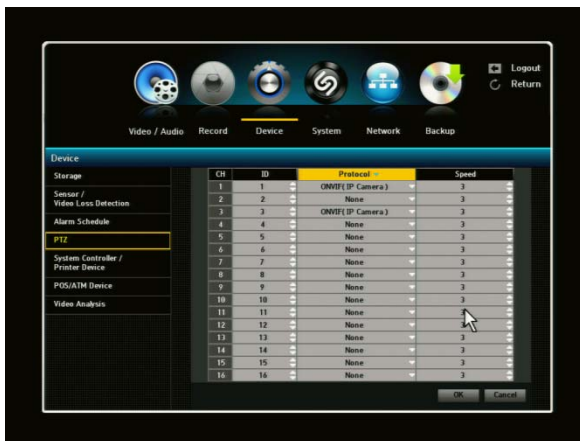 Logout
Return
Video / Audio Record Device System Network Backup
Device
Storage
Sensor /
Video Loss Detection
Alarm Schedule
PTZ
System Controller /
Printer Device
POS/ATM Device
Video Analysis
CH ID Protocol Speed
1 1 ONVIF( IP Camera ) 3
2 2 None 3
3 3 ONVIF( IP Camera ) 3
4 4 None 3
5 5 None 3
6 6 None 3
7 7 None 3
8 8 None 3
9 9 None 3
10 10 None 3
11 11 None 3
12 12 None 3
13 13 None 3
14 14 None 3
15 15 None 3
16 16 None 3
OK Cancel